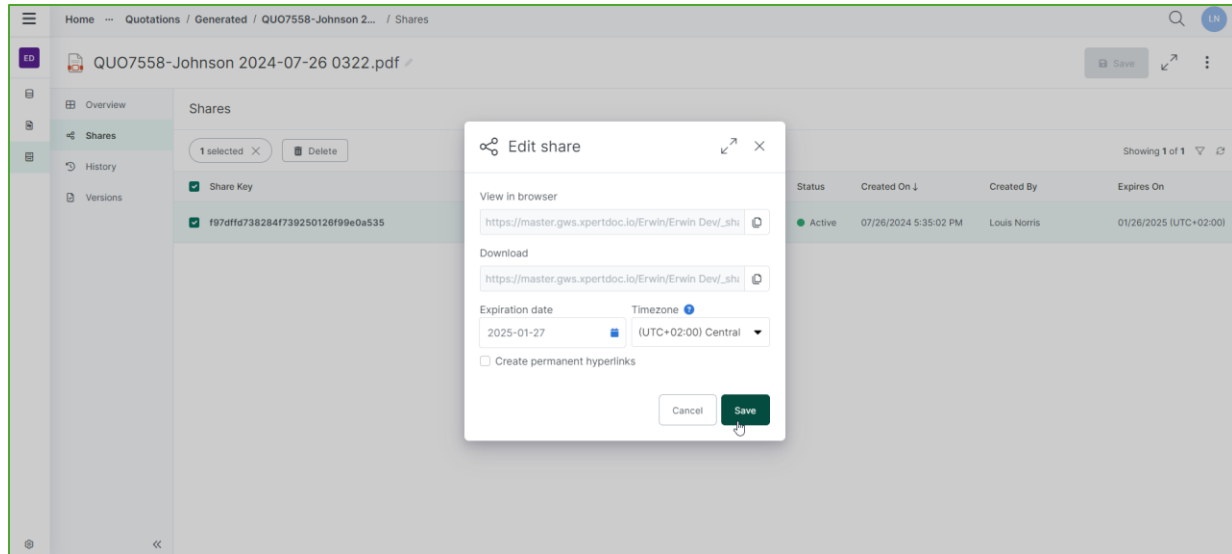 Home ··· Quotations / Generated / QUO7558-Johnson 2... / Shares
LN
ED
QUO7558-Johnson 2024-07-26 0322.pdf
Save
Overview
Shares
History
Versions
Shares
1 selected
Delete
Showing 1 of 1
Share Key
Status
Created On ↓
Created By
Expires On
f97dffd738284f739250126f99e0a535
Active
07/26/2024 5:35:02 PM
Louis Norris
01/26/2025 (UTC+02:00)
Edit share
View in browser
https://master.gws.xpertdoc.io/Erwin/Erwin Dev/_sha
Download
https://master.gws.xpertdoc.io/Erwin/Erwin Dev/_sha
Expiration date
Timezone
2025-01-27
(UTC+02:00) Central
Create permanent hyperlinks
Cancel
Save